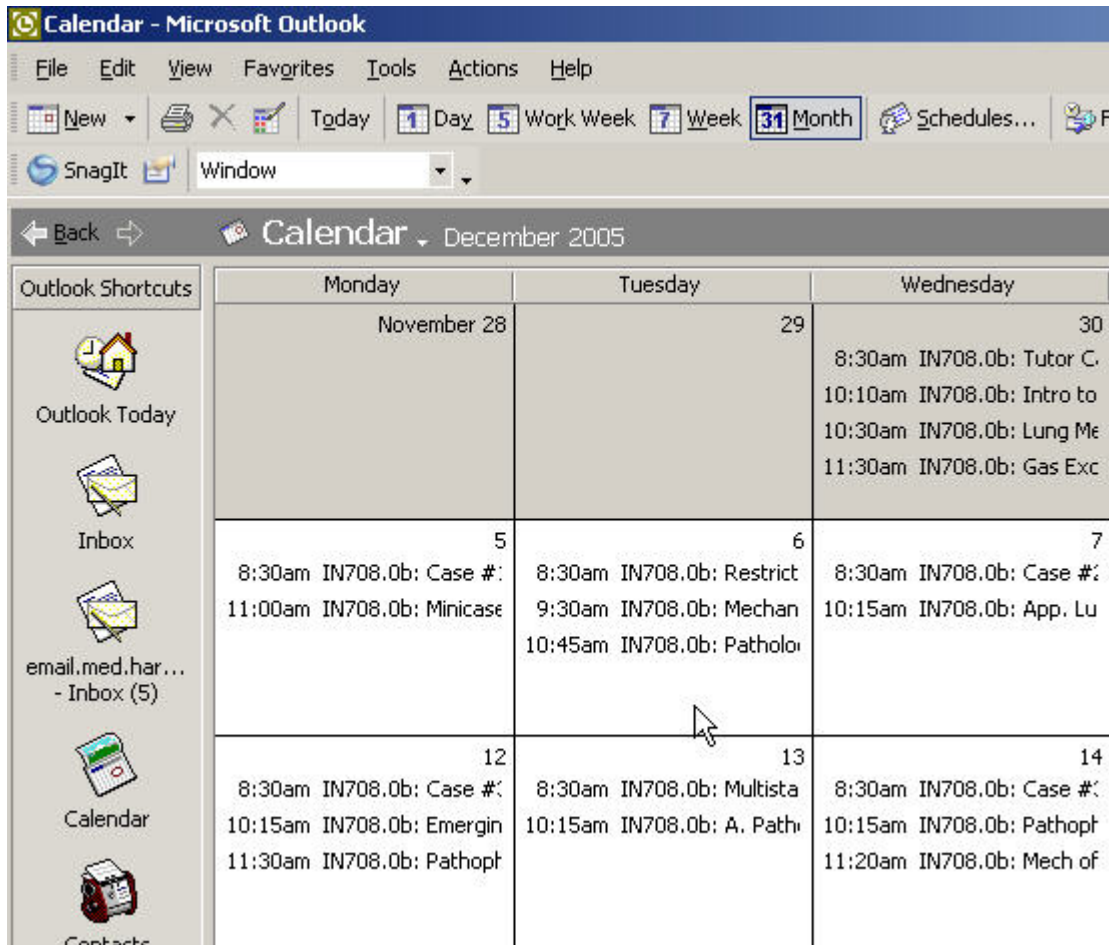 Calendar - Microsoft Outlook
File Edit View Favorites Tools Actions Help
New Today 1 Day 5 Work Week 7 Week 31 Month Schedules... F
SnagIt Window
Back Calendar December 2005
Outlook Shortcuts Monday Tuesday Wednesday
November 28 29 30
8:30am IN708.0b: Tutor
10:10am IN708.0b: Intro to
10:30am IN708.0b: Lung
11:30am IN708.0b: Gas Exc
Outlook Today
Inbox
email.med.har...
- Inbox (5)
Calendar
Contacts
5 6 7
8:30am IN708.0b: Case 8:30am IN708.0b: Restrict 8:30am IN708.0b: Case
11:00am IN708.0b: Minicase 9:30am IN708.0b: Mechan 10:15am IN708.0b: App. Lu
10:45am IN708.0b: Patholo
12 13 14
8:30am IN708.0b: Case 8:30am IN708.0b: Multista 8:30am IN708.0b: Case
10:15am IN708.0b: Emergin 10:15am IN708.0b: A. Path 10:15am IN708.0b: Pathoph
11:30am IN708.0b: Pathoph 11:20am IN708.0b: Mech of